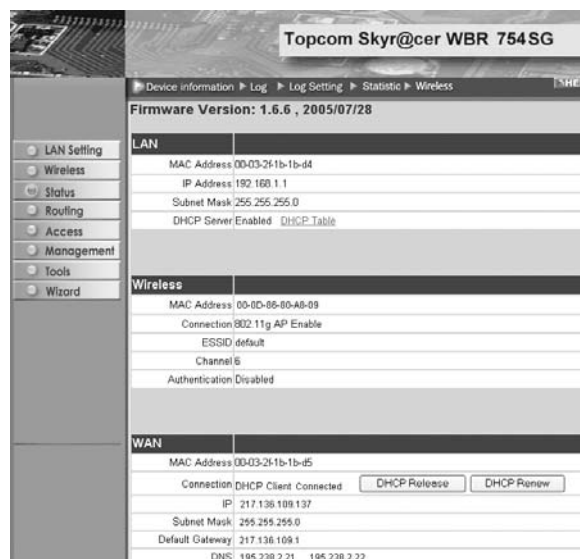 Topcom Skyr@cer WBR 754SG
Device information Log Log Setting Statistic Wireless HE
Firmware Version: 1.6.6 , 2005/07/28
LAN Setting
Wireless
Status
Routing
Access
Management
Tools
Wizard
LAN
MAC Address 00-03-2f-1b-1b-d4
IP Address 192.168.1.1
Subnet Mask 255.255.255.0
DHCP Server Enabled DHCP Table
Wireless
MAC Address 00-0D-86-80-A8-09
Connection 802.11g AP Enable
ESSID default
Channel 6
Authentication Disabled
WAN
MAC Address 00-03-2f-1b-1b-d5
Connection DHCP Client Connected DHCP Release DHCP Renew
IP 217.136.109.137
Subnet Mask 255.255.255.0
Default Gateway 217.136.109.1
DNS 195.238.2.21 195.238.2.22